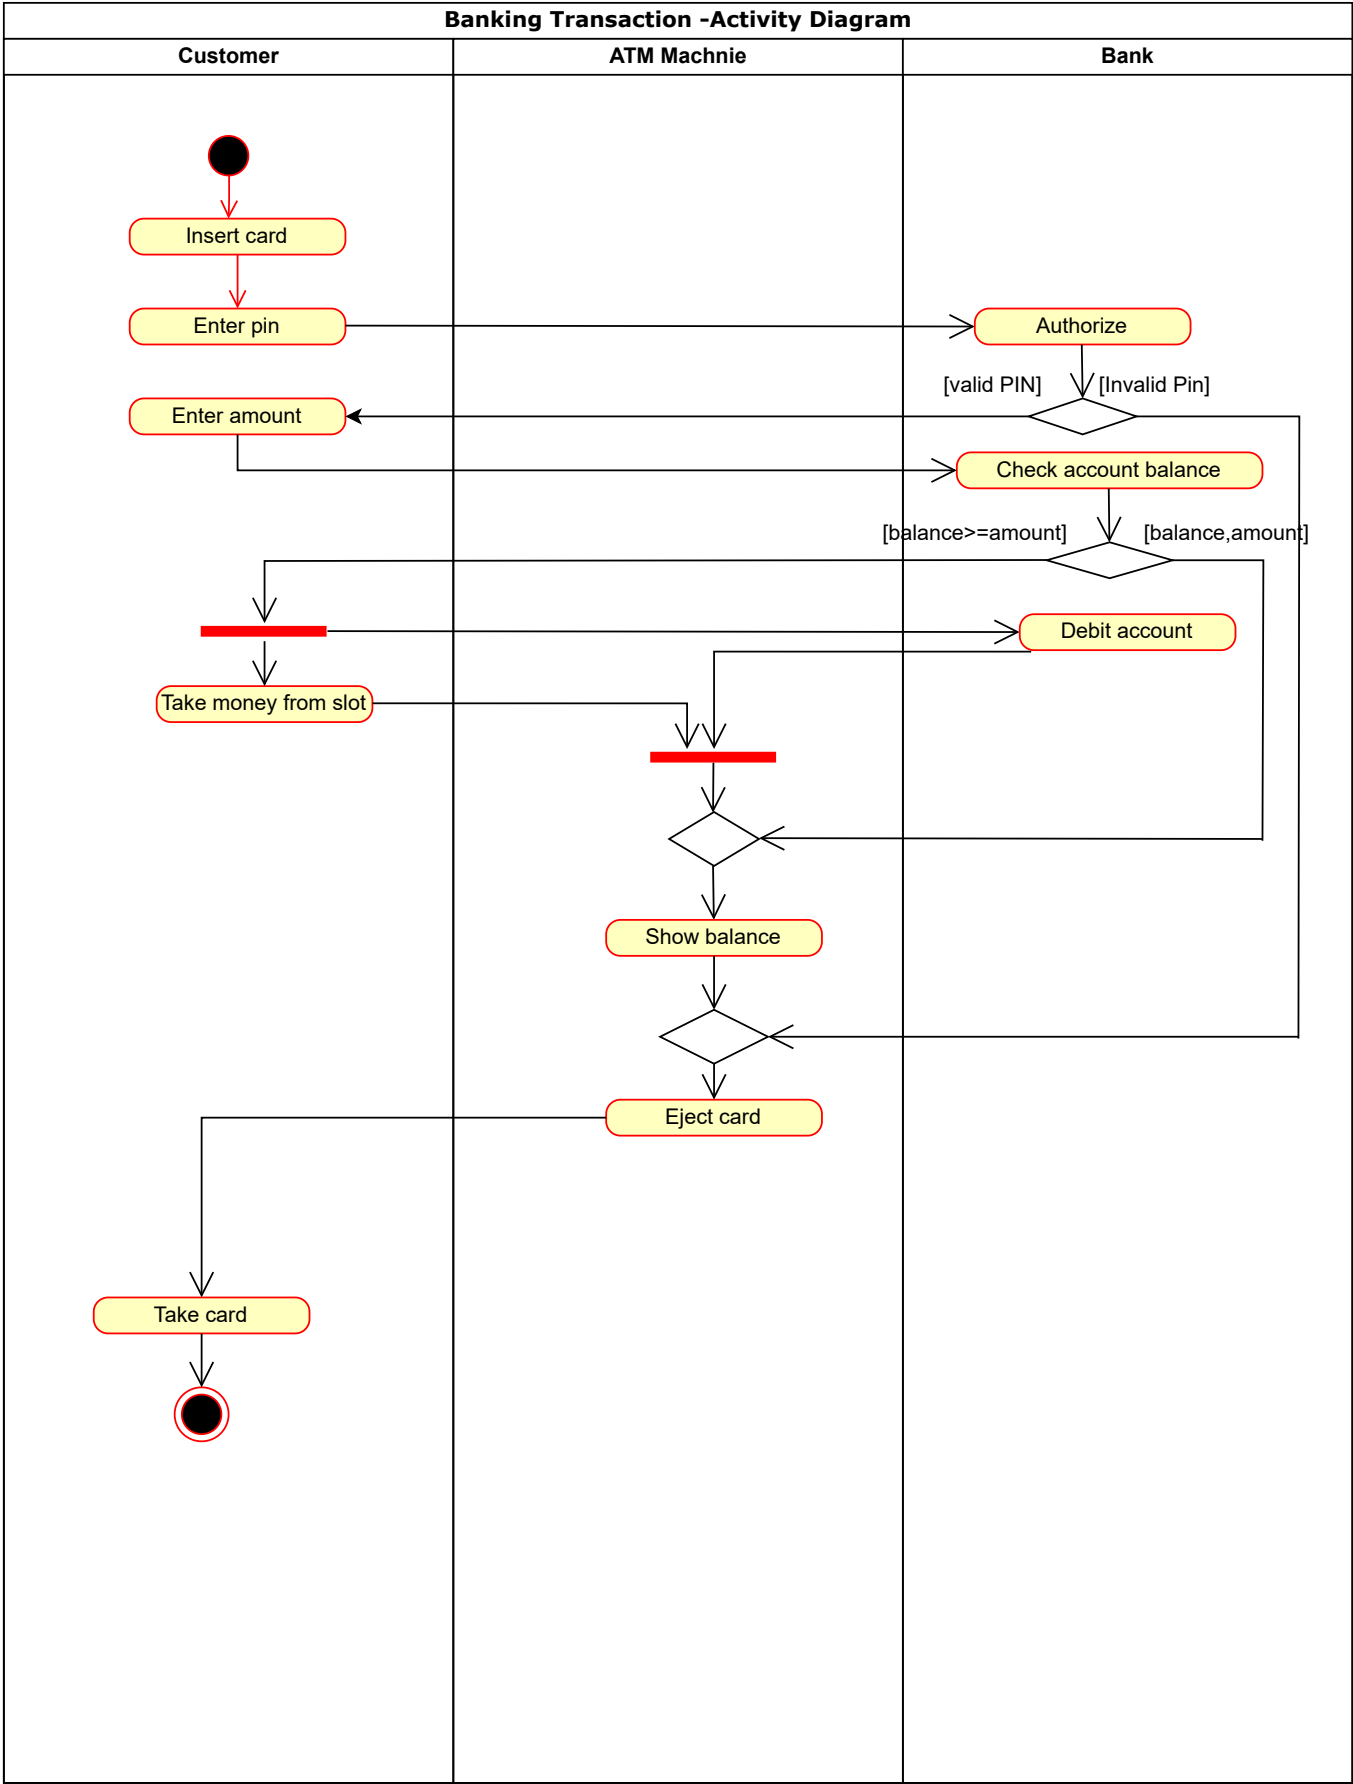 Banking Transaction -Activity Diagram
Customer
ATM Machnie
Bank
Insert card
Enter pin
Authorize
[valid PIN]
[Invalid Pin]
Enter amount
Check account balance
[balance>=amount]
[balance,amount]
Debit account
Take money from slot
Show balance
Eject card
Take card